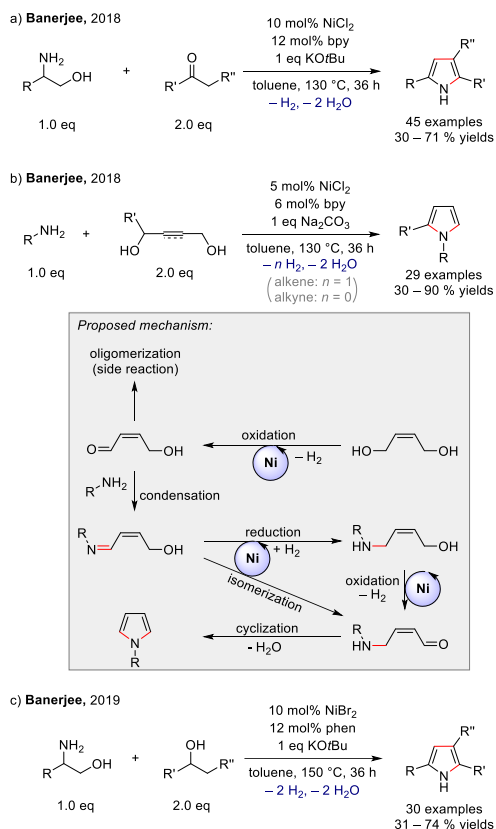 a) Banerjee, 2018
NH₂
OH
R
+
O
R'
R''
10 mol% NiCl₂
12 mol% bpy
1 eq KOtBu
toluene, 130 °C, 36 h
– H₂, – 2 H₂O
R''
R
N
H
R'
1.0 eq
2.0 eq
45 examples
30 – 71 % yields
b) Banerjee, 2018
R
NH₂
+
R'
HO
OH
5 mol% NiCl₂
6 mol% bpy
1 eq Na₂CO₃
toluene, 130 °C, 36 h
– n H₂, – 2 H₂O
(alkene: n = 1
alkyne: n = 0)
R'
N
R
1.0 eq
2.0 eq
29 examples
30 – 90 % yields
Proposed mechanism:
oligomerization
(side reaction)
O
OH
oxidation
Ni
– H₂
HO
OH
R
NH₂
condensation
R
N
OH
reduction
Ni
+ H₂
isomerization
R
HN
OH
oxidation
– H₂
Ni
N
R
cyclization
- H₂O
R
HN
O
c) Banerjee, 2019
NH₂
OH
R
+
OH
R'
R''
10 mol% NiBr₂
12 mol% phen
1 eq KOtBu
toluene, 150 °C, 36 h
– 2 H₂, – 2 H₂O
R''
R
N
H
R'
1.0 eq
2.0 eq
30 examples
31 – 74 % yields